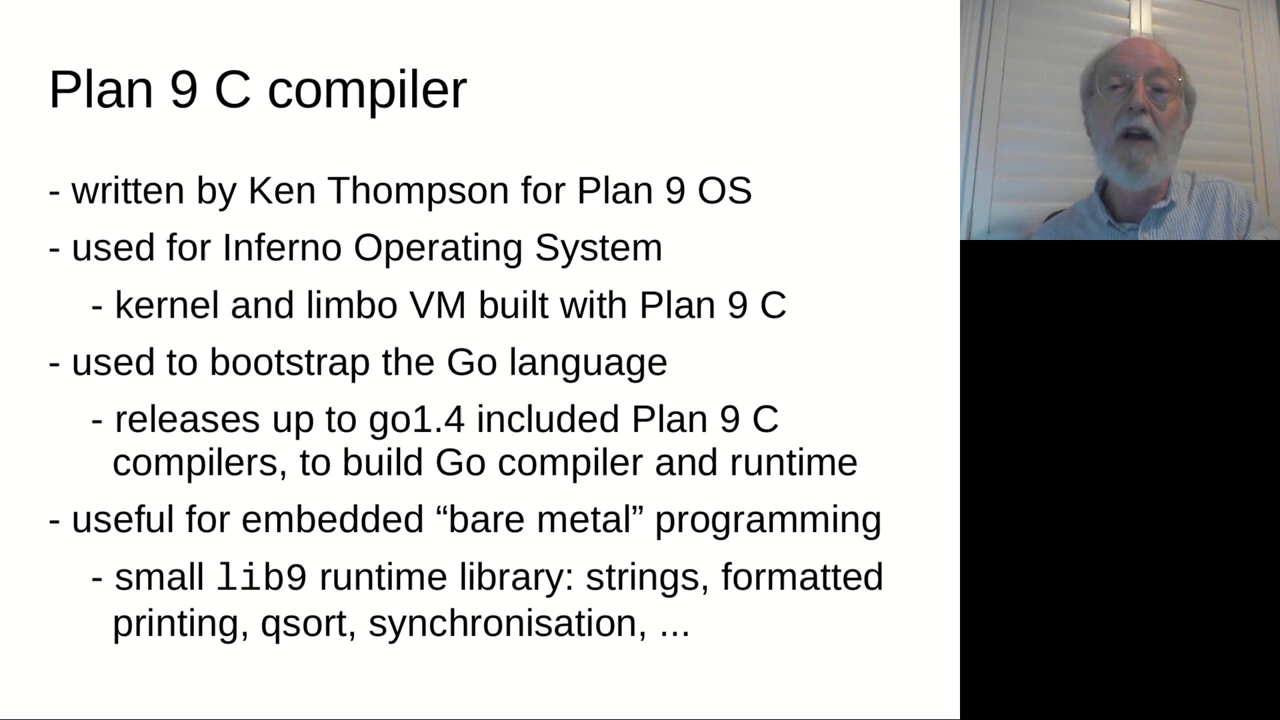 Plan 9 C compiler
- written by Ken Thompson for Plan 9 OS
- used for Inferno Operating System
- kernel and limbo VM built with Plan 9 C
- used to bootstrap the Go language
- releases up to go1.4 included Plan 9 C
compilers, to build Go compiler and runtime
- useful for embedded “bare metal” programming
- small lib9 runtime library: strings, formatted
printing, qsort, synchronisation, ...